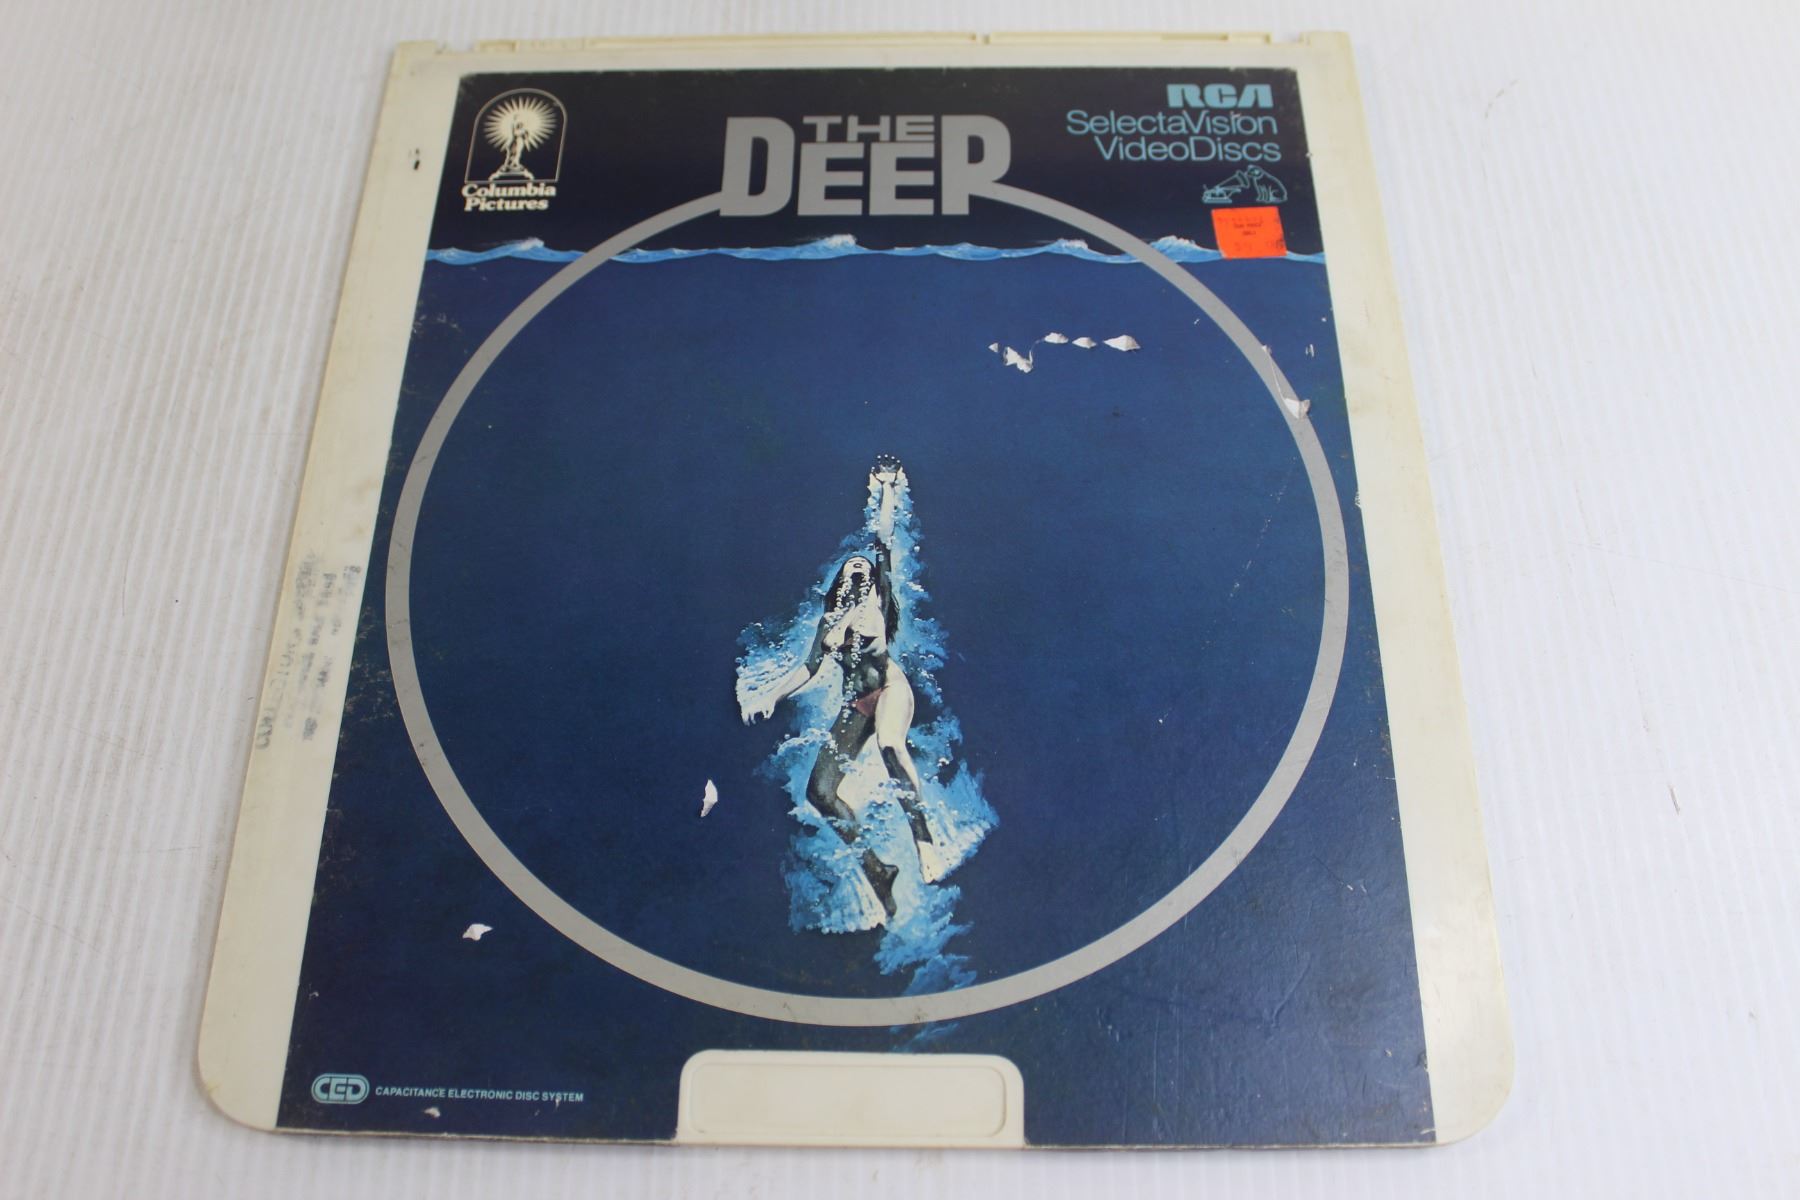 Columbia
Pictures
THE
DEEP
RCA
SelectaVision
VideoDiscs
CED
CAPACITANCE ELECTRONIC DISC SYSTEM